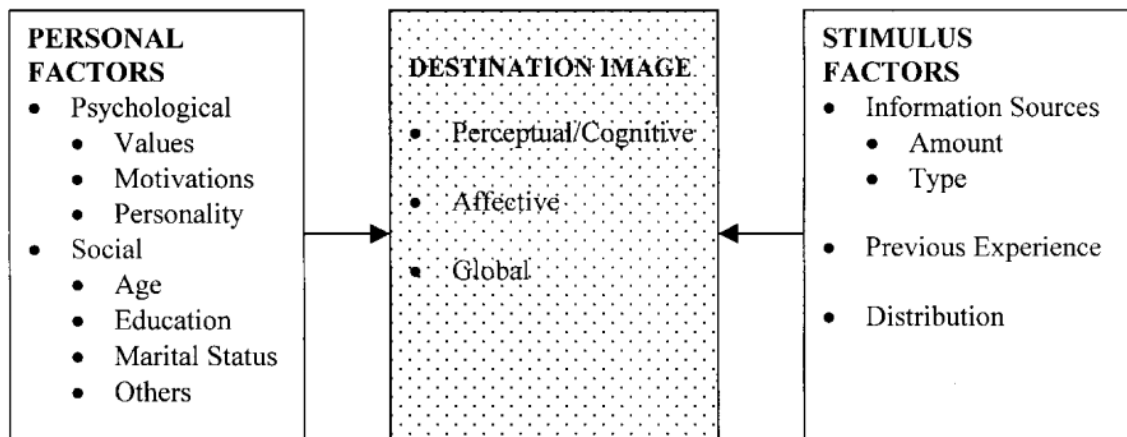 PERSONAL
FACTORS
• Psychological
• Values
• Motivations
• Personality
• Social
• Age
• Education
• Marital Status
• Others
DESTINATION IMAGE
• Perceptual/Cognitive
• Affective
• Global
STIMULUS
FACTORS
• Information Sources
• Amount
• Type
• Previous Experience
• Distribution